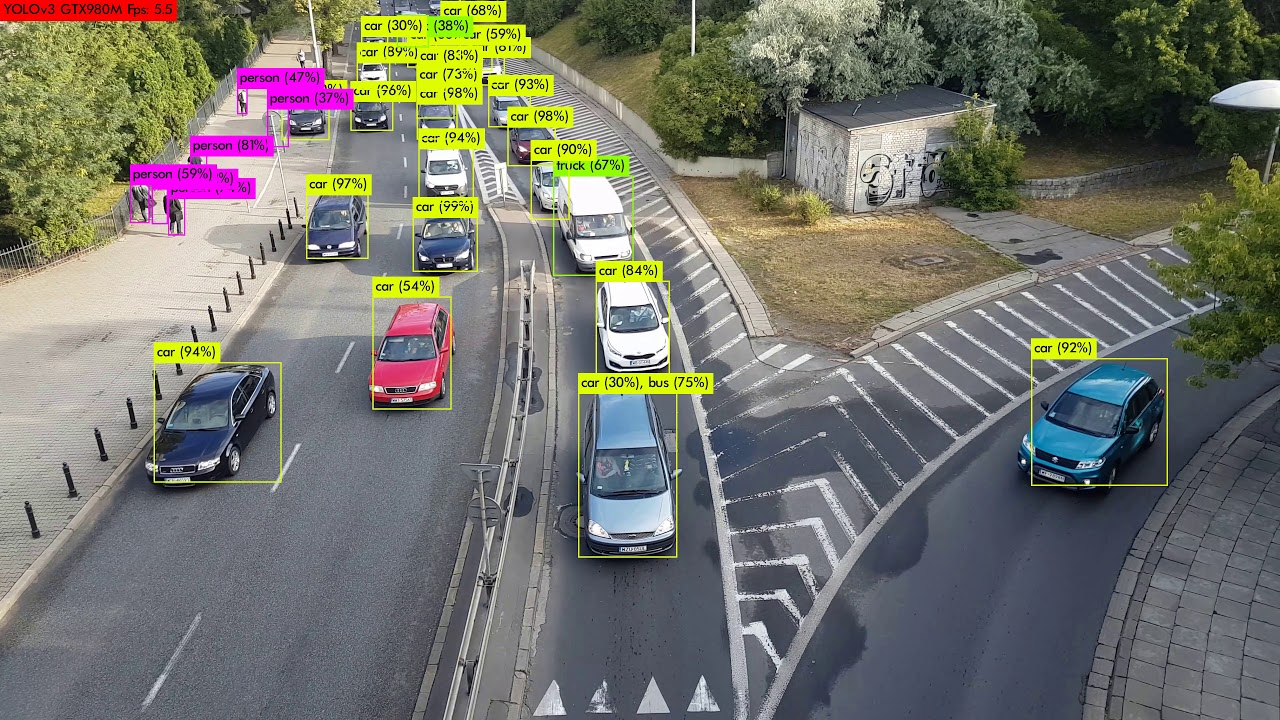 YOLOv3 GTX980M Fps: 5.5
car (68%)
car (30%)
(38%)
car (59%)
car (89%)
car (83%)
(61%)
person (47%)
car (73%)
car (93%)
person (37%)
car (96%)
car (98%)
car (98%)
person (81%)
car (94%)
car (90%)
truck (67%)
person (59%)
car (97%)
car (99%)
car (84%)
car (54%)
car (94%)
car (92%)
car (30%), bus (75%)